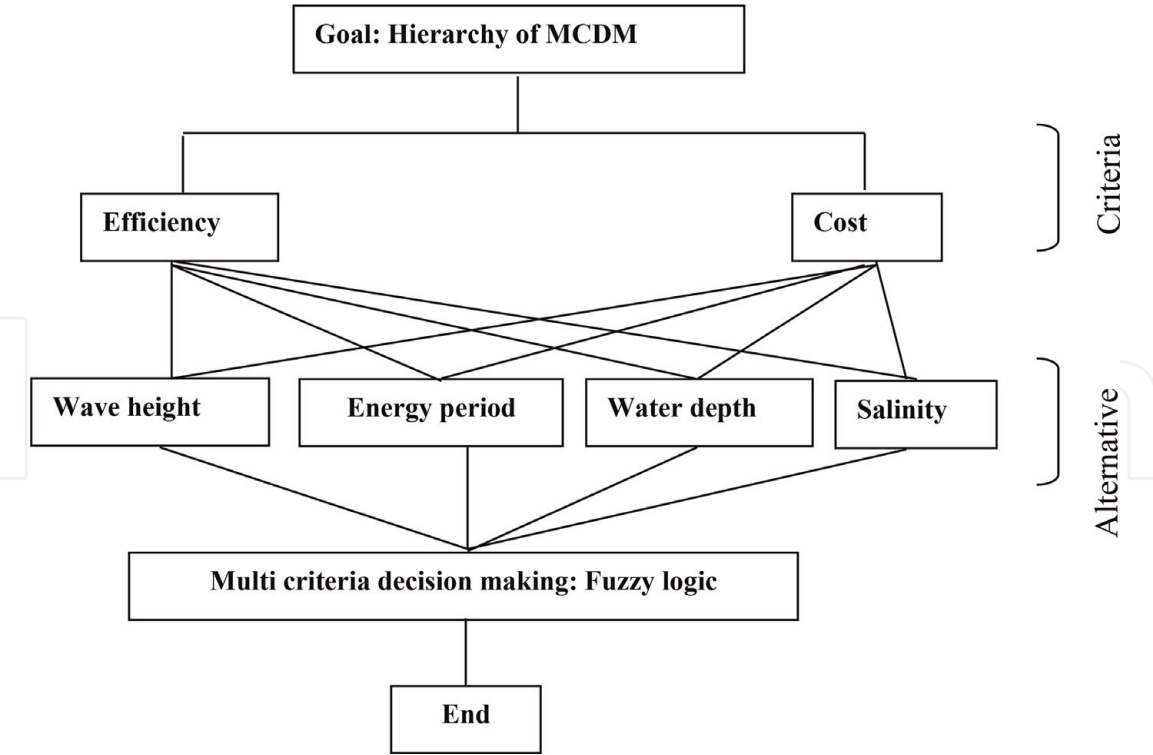 Goal: Hierarchy of MCDM
Criteria
Efficiency
Cost
Wave height
Energy period
Water depth
Salinity
Alternative
Multi criteria decision making: Fuzzy logic
End